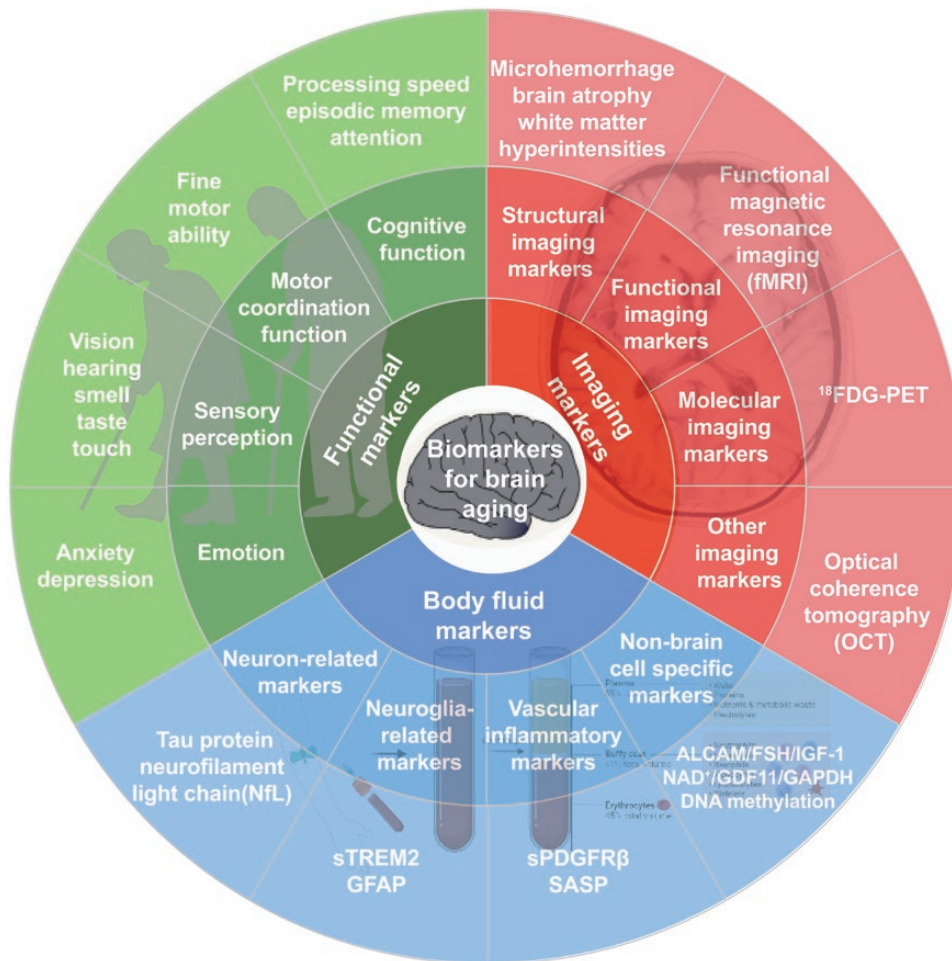 Biomarkers
for brain
aging
Functional
markers
Cognitive
function
Processing speed
episodic memory
attention
Motor
coordination
function
Fine
motor
ability
Sensory
perception
Vision
hearing
smell
taste
touch
Emotion
Anxiety
depression
Imaging
markers
Structural
imaging
markers
Microhemorrhage
brain atrophy
white matter
hyperintensities
Functional
imaging
markers
Functional
magnetic
resonance
imaging
(fMRI)
Molecular
imaging
markers
¹⁸FDG-PET
Other
imaging
markers
Optical
coherence
tomography
(OCT)
Body fluid
markers
Neuron-related
markers
Tau protein
neurofilament
light chain(NfL)
Neuroglia-
related
markers
sTREM2
GFAP
Vascular
inflammatory
markers
sPDGFRβ
SASP
Non-brain
cell specific
markers
ALCAM/FSH/IGF-1
NAD⁺/GDF11/GAPDH
DNA methylation
Plasma
55%
Proteins
Nutrients & metabolic waste
Buffy coat
Erythrocytes